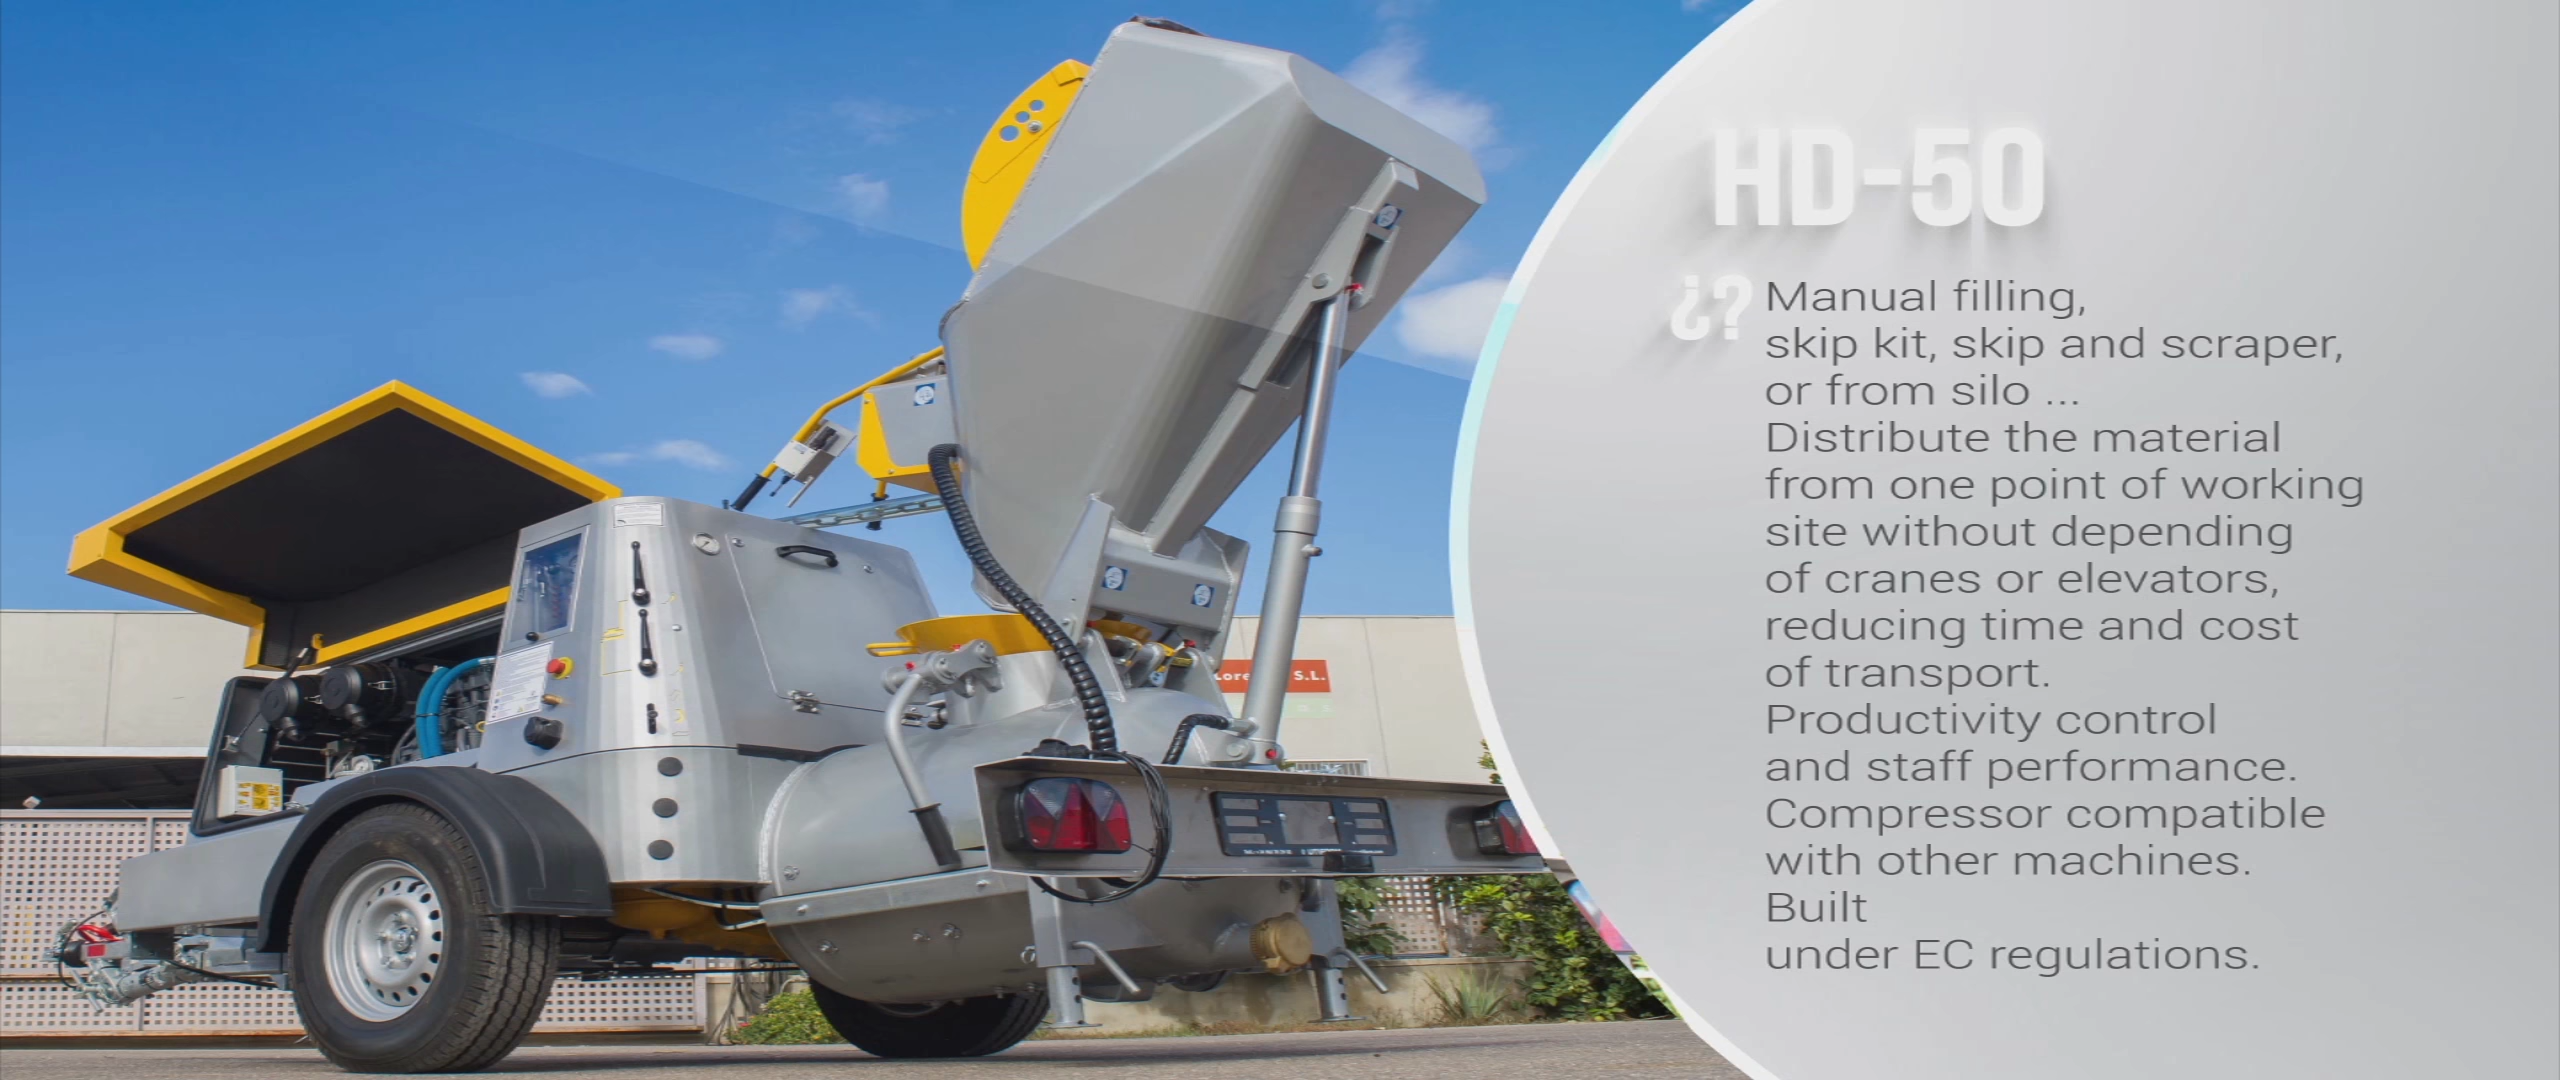 HD-50
¿?
Manual filling,
skip kit, skip and scraper,
or from silo ...
Distribute the material
from one point of working
site without depending
of cranes or elevators,
reducing time and cost
of transport.
Productivity control
and staff performance.
Compressor compatible
with other machines.
Built
under EC regulations.
S.L.